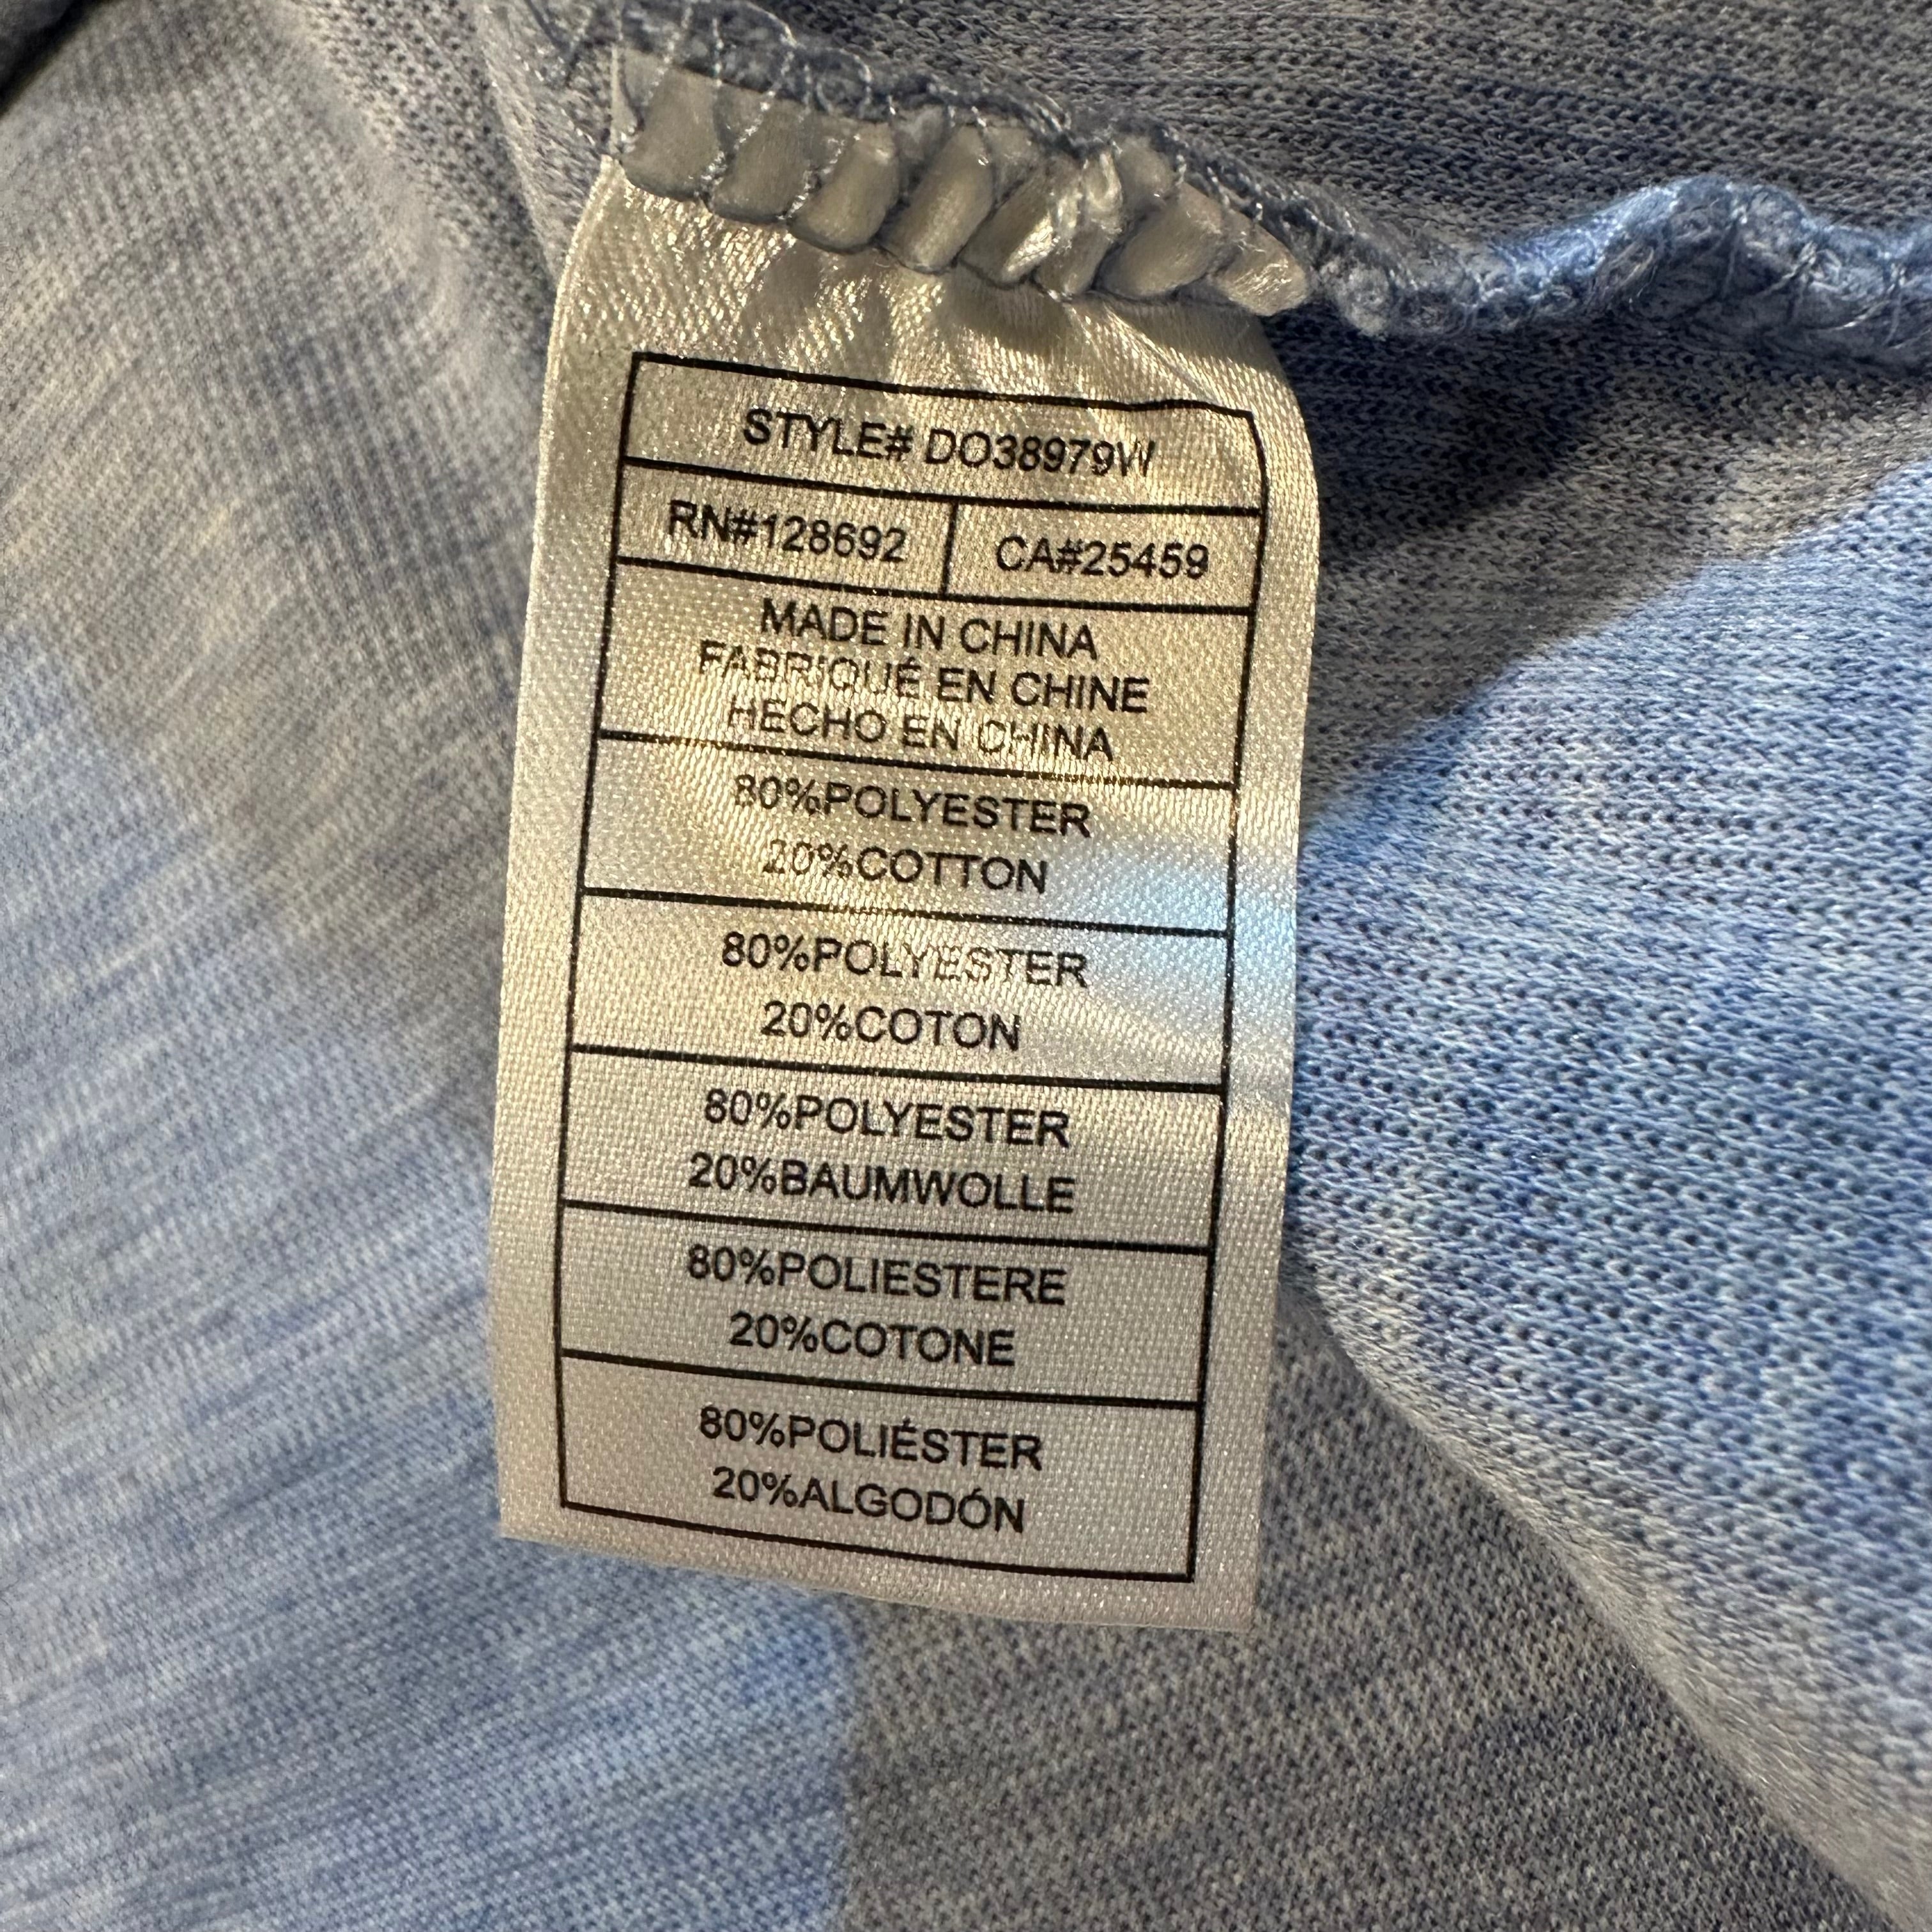 STYLE# DO38979W
RN#128692 CA#25459
MADE IN CHINA
FABRIQUÉ EN CHINE
HECHO EN CHINA
80%POLYESTER
20%COTTON
80%POLYESTER
20%COTON
80%POLYESTER
20%BAUMWOLLE
80%POLIESTERE
20%COTONE
80%POLIÉSTER
20%ALGODÓN